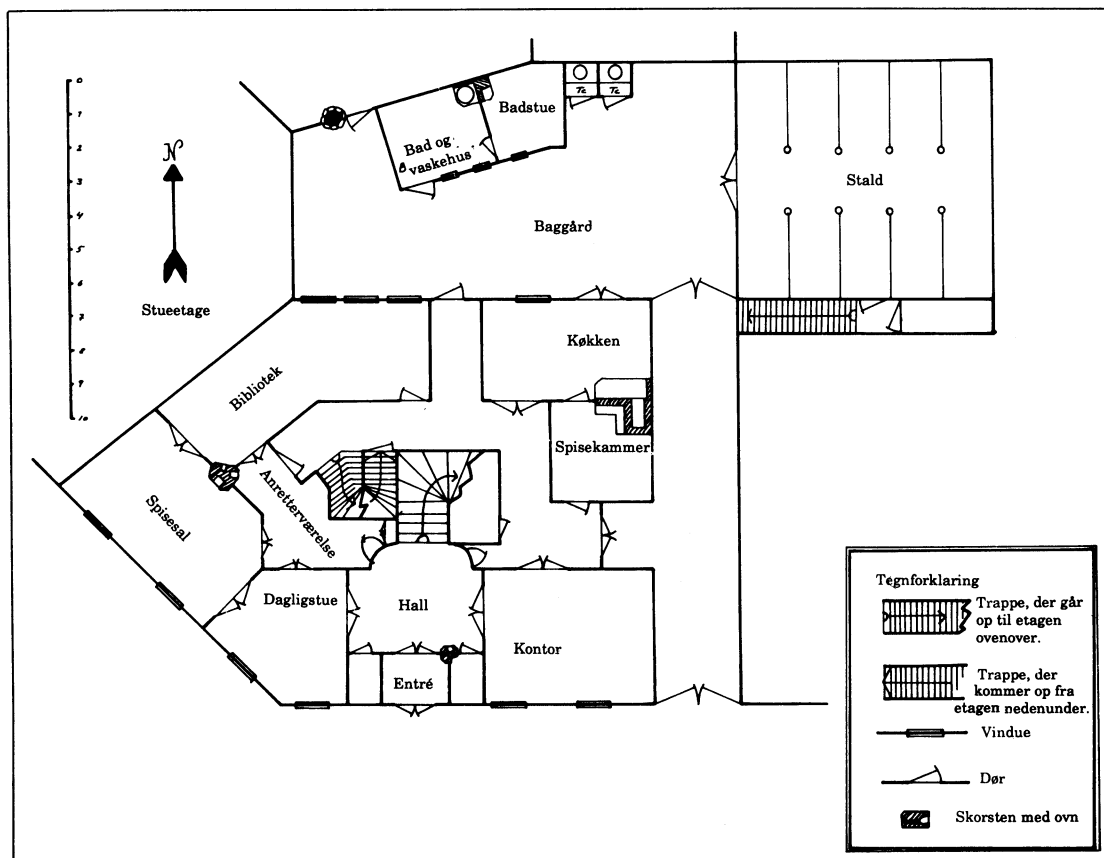 0
1
2
3
4
5
6
7
8
9
10
N
Stueetage
Badstue
Tc
Tc
Bad og
vaskehus
Stald
Baggård
Køkken
Bibliotek
Spisekammer
Anretterværelse
Spisesal
Dagligstue
Hall
Kontor
Entré
Tegnforklaring
Trappe, der går
op til etagen
ovenover.
Trappe, der
kommer op fra
etagen nedenunder.
Vindue
Dør
Skorsten med ovn